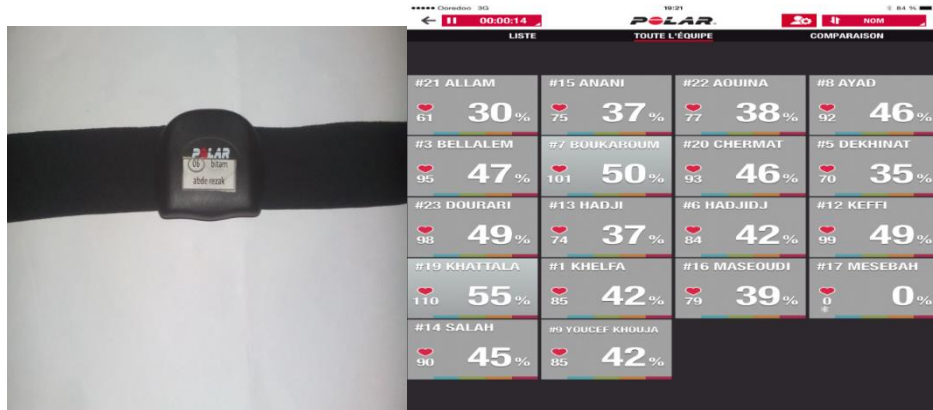 POLAR
06 bitam
abde rezak
Ooredoo 3G 19:21 84 %
00:00:14 POLAR. NOM
LISTE TOUTE L'ÉQUIPE COMPARAISON
#21 ALLAM #15 ANANI #22 AOUINA #8 AYAD
61 30% 75 37% 77 38% 92 46%
#3 BELLALEM #7 BOUKAROUM #20 CHERMAT #5 DEKHINAT
95 47% 101 50% 93 46% 70 35%
#23 DOURARI #13 HADJI #6 HADJIDJ #12 KEFFI
98 49% 74 37% 84 42% 99 49%
#19 KHATTALA #1 KHELFA #16 MASEOUDI #17 MESEBAH
110 55% 85 42% 79 39% 0 0%
#14 SALAH #9 YOUCEF KHOUJA
90 45% 85 42%